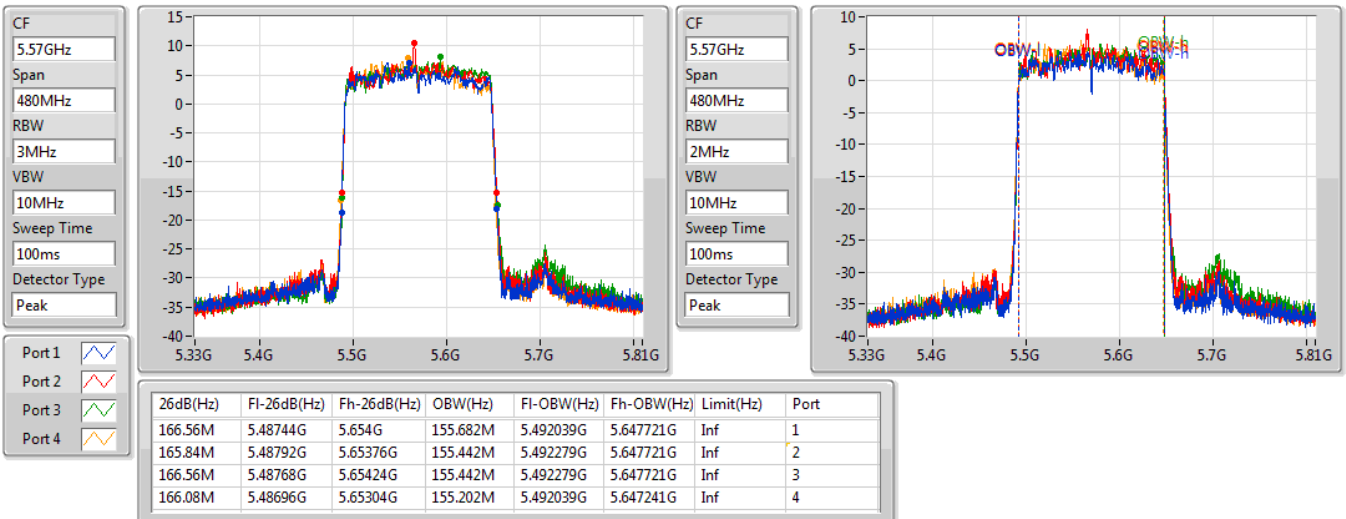 CF
5.57GHz
Span
480MHz
RBW
3MHz
VBW
10MHz
Sweep Time
100ms
Detector Type
Peak
15
10
5
0
-5
-10
-15
-20
-25
-30
-35
-40
5.33G 5.4G 5.5G 5.6G 5.7G 5.81G
CF
5.57GHz
Span
480MHz
RBW
2MHz
VBW
10MHz
Sweep Time
100ms
Detector Type
Peak
10
5
0
-5
-10
-15
-20
-25
-30
-35
-40
OBW-l OBW-h
5.33G 5.4G 5.5G 5.6G 5.7G 5.81G
Port 1
Port 2
Port 3
Port 4
26dB(Hz) Fl-26dB(Hz) Fh-26dB(Hz) OBW(Hz) Fl-OBW(Hz) Fh-OBW(Hz) Limit(Hz) Port
166.56M 5.48744G 5.654G 155.682M 5.492039G 5.647721G Inf 1
165.84M 5.48792G 5.65376G 155.442M 5.492279G 5.647721G Inf 2
166.56M 5.48768G 5.65424G 155.442M 5.492279G 5.647721G Inf 3
166.08M 5.48696G 5.65304G 155.202M 5.492039G 5.647241G Inf 4